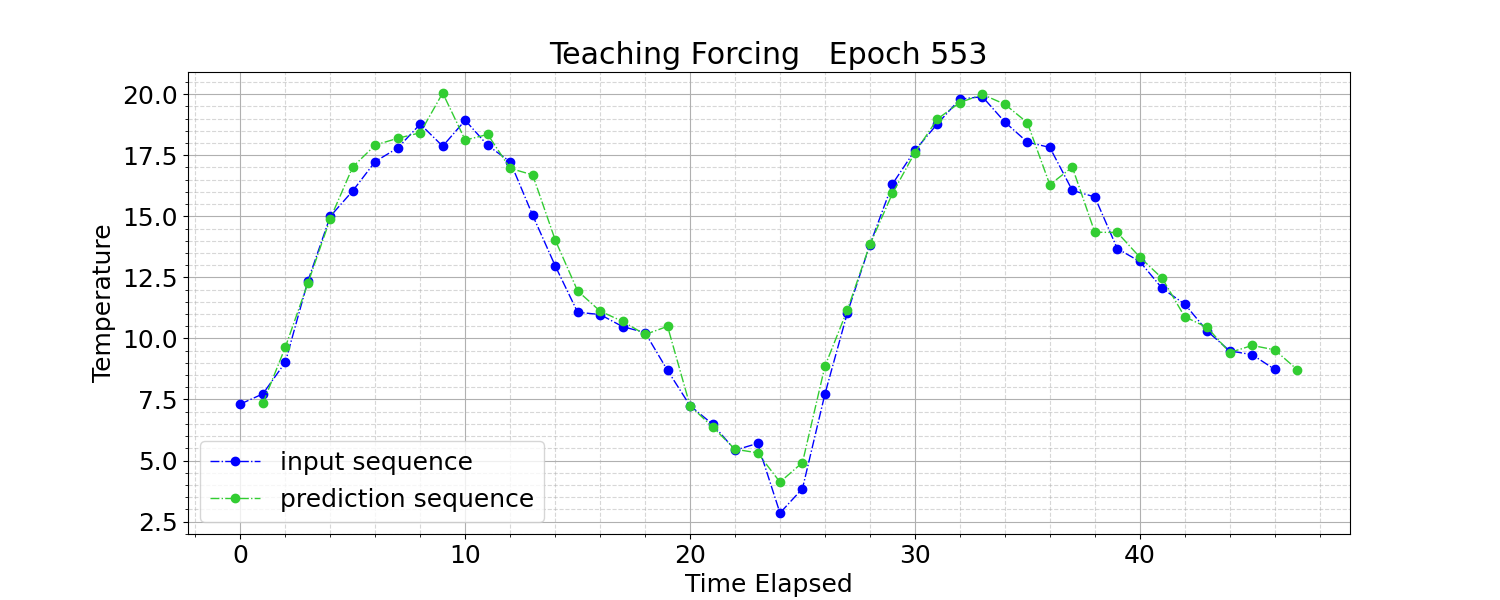 Teaching Forcing   Epoch 553
Temperature
20.0
17.5
15.0
12.5
10.0
7.5
5.0
2.5
input sequence
prediction sequence
0 10 20 30 40
Time Elapsed